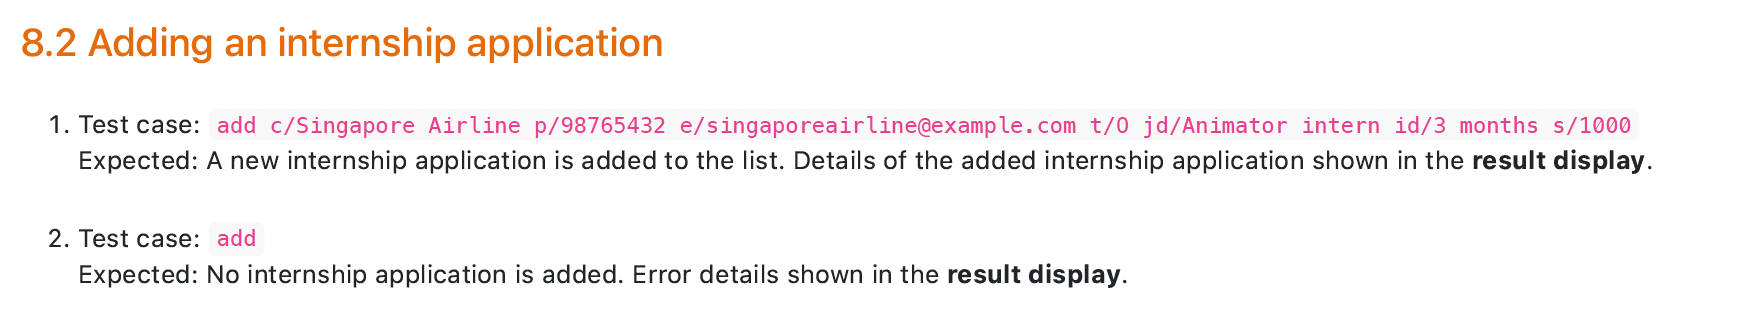 8.2 Adding an internship application
1. Test case: add c/Singapore Airline p/98765432 e/singaporeairline@example.com t/O jd/Animator intern id/3 months s/1000
Expected: A new internship application is added to the list. Details of the added internship application shown in the result display.
2. Test case: add
Expected: No internship application is added. Error details shown in the result display.